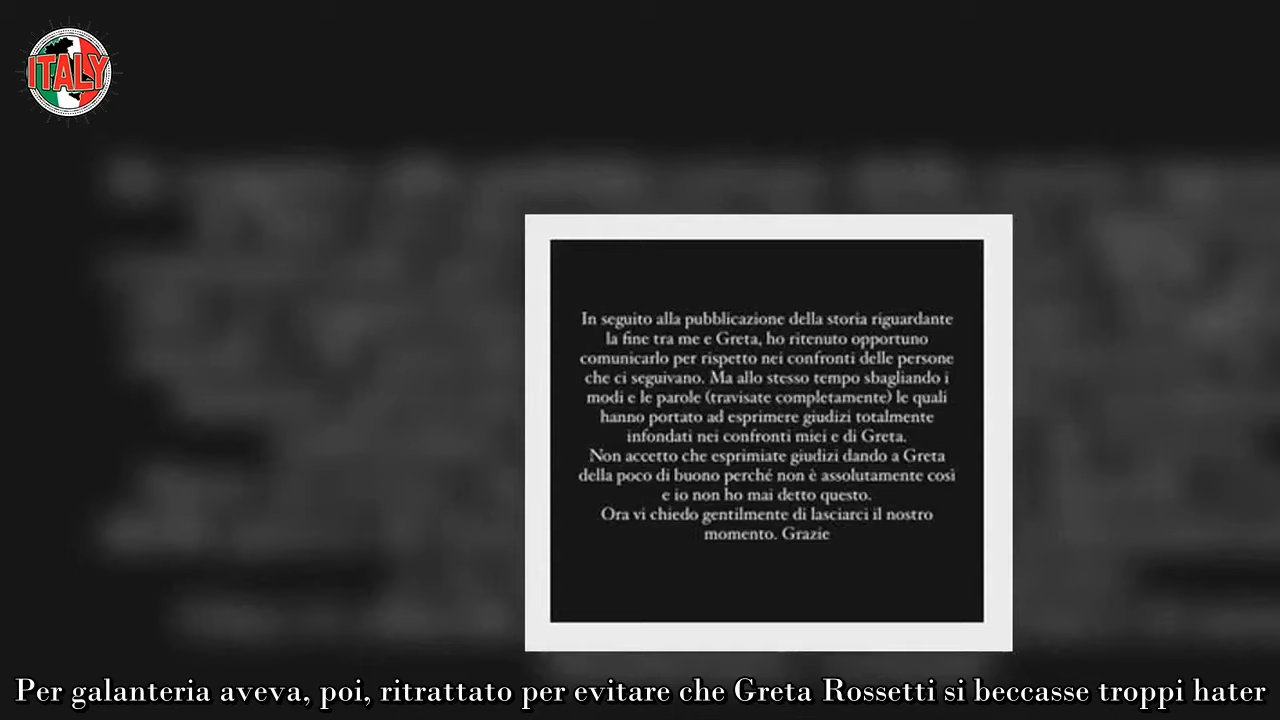 ITALY
In seguito alla pubblicazione della storia riguardante
la fine tra me e Greta, ho ritenuto opportuno
comunicarlo per rispetto nei confronti delle persone
che ci seguivano. Ma allo stesso tempo sbagliando i
modi e le parole (travisate completamente) le quali
hanno portato ad esprimere giudizi totalmente
infondati nei confronti miei e di Greta.
Non accetto che esprimiate giudizi dando a Greta
della poco di buono perché non è assolutamente così
e io non ho mai detto questo.
Ora vi chiedo gentilmente di lasciarci il nostro
momento. Grazie
Per galanteria aveva, poi, ritrattato per evitare che Greta Rossetti si beccasse troppi hater